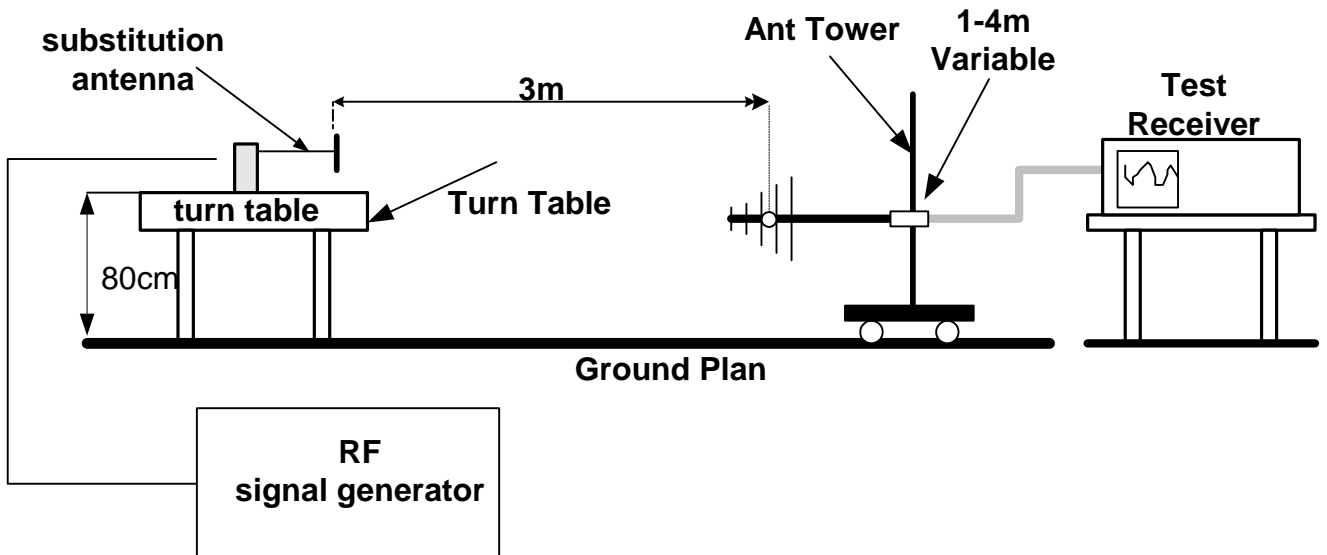 substitution
antenna
3m
Ant Tower
1-4m
Variable
Test
Receiver
turn table
Turn Table
80cm
Ground Plan
RF
signal generator